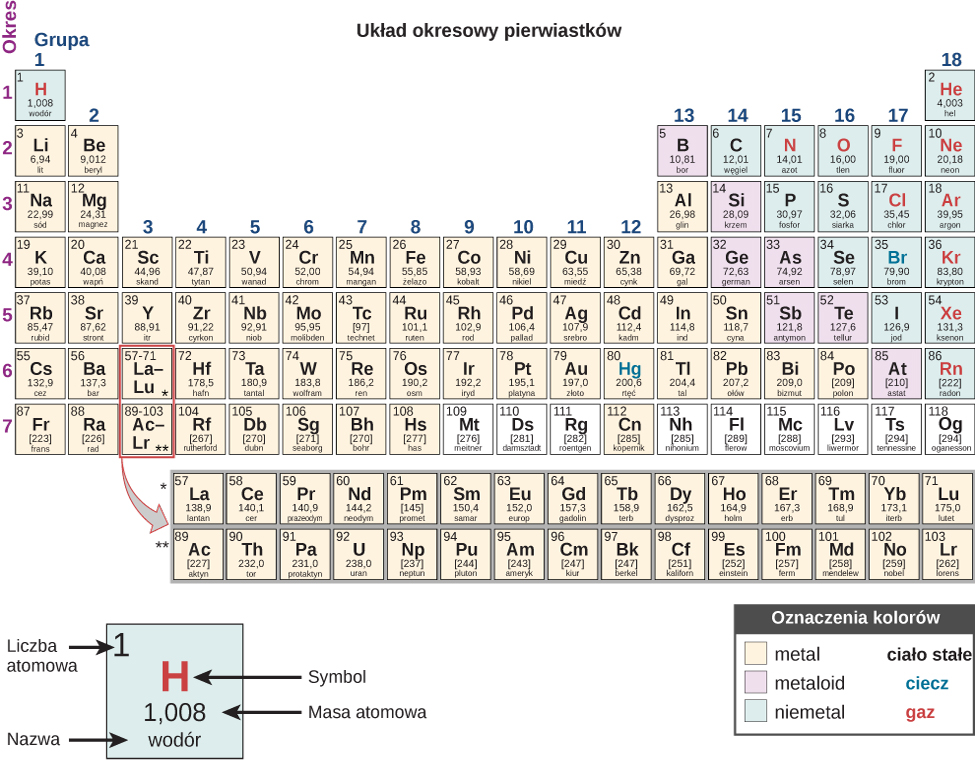 Układ okresowy pierwiastków
Okres
Grupa
1 18
1 1 H 1,008 wodór 2 He 4,003 hel
2 13 14 15 16 17
2 3 Li 6,94 lit 4 Be 9,012 beryl 5 B 10,81 bor 6 C 12,01 węgiel 7 N 14,01 azot 8 O 16,00 tlen 9 F 19,00 fluor 10 Ne 20,18 neon
3 11 Na 22,99 sód 12 Mg 24,31 magnez 13 Al 26,98 glin 14 Si 28,09 krzem 15 P 30,97 fosfor 16 S 32,06 siarka 17 Cl 35,45 chlor 18 Ar 39,95 argon
3 4 5 6 7 8 9 10 11 12
4 19 K 39,10 potas 20 Ca 40,08 wapń 21 Sc 44,96 skand 22 Ti 47,87 tytan 23 V 50,94 wanad 24 Cr 52,00 chrom 25 Mn 54,94 mangan 26 Fe 55,85 żelazo 27 Co 58,93 kobalt 28 Ni 58,69 nikiel 29 Cu 63,55 miedź 30 Zn 65,38 cynk 31 Ga 69,72 gal 32 Ge 72,63 german 33 As 74,92 arsen 34 Se 78,97 selen 35 Br 79,90 brom 36 Kr 83,80 krypton
5 37 Rb 85,47 rubid 38 Sr 87,62 stront 39 Y 88,91 itr 40 Zr 91,22 cyrkon 41 Nb 92,91 niob 42 Mo 95,95 molibden 43 Tc [97] technet 44 Ru 101,1 ruten 45 Rh 102,9 rod 46 Pd 106,4 pallad 47 Ag 107,9 srebro 48 Cd 112,4 kadm 49 In 114,8 ind 50 Sn 118,7 cyna 51 Sb 121,8 antymon 52 Te 127,6 tellur 53 I 126,9 jod 54 Xe 131,3 ksenon
6 55 Cs 132,9 cez 56 Ba 137,3 bar 57-71 La–Lu * 72 Hf 178,5 hafn 73 Ta 180,9 tantal 74 W 183,8 wolfram 75 Re 186,2 ren 76 Os 190,2 osm 77 Ir 192,2 iryd 78 Pt 195,1 platyna 79 Au 197,0 złoto 80 Hg 200,6 rtęć 81 Tl 204,4 tal 82 Pb 207,2 ołów 83 Bi 209,0 bizmut 84 Po [209] polon 85 At [210] astat 86 Rn [222] radon
7 87 Fr [223] frans 88 Ra [226] rad 89-103 Ac–Lr ** 104 Rf [267] rutherford 105 Db [270] dubn 106 Sg [271] seaborg 107 Bh [270] bohr 108 Hs [277] has 109 Mt [276] meitner 110 Ds [281] darmsztadt 111 Rg [282] roentgen 112 Cn [285] kopernik 113 Nh [285] nihonium 114 Fl [289] flerow 115 Mc [288] moscovium 116 Lv [293] liwermor 117 Ts [294] tennessine 118 Og [294] oganesson
* 57 La 138,9 lantan 58 Ce 140,1 cer 59 Pr 140,9 prazeodym 60 Nd 144,2 neodym 61 Pm [145] promet 62 Sm 150,4 samar 63 Eu 152,0 europ 64 Gd 157,3 gadolin 65 Tb 158,9 terb 66 Dy 162,5 dysproz 67 Ho 164,9 holm 68 Er 167,3 erb 69 Tm 168,9 tul 70 Yb 173,1 iterb 71 Lu 175,0 lutet
** 89 Ac [227] aktyn 90 Th 232,0 tor 91 Pa 231,0 protaktyn 92 U 238,0 uran 93 Np [237] neptun 94 Pu [244] pluton 95 Am [243] ameryk 96 Cm [247] kiur 97 Bk [247] berkel 98 Cf [251] kaliforn 99 Es [252] einstein 100 Fm [257] ferm 101 Md [258] mendelew 102 No [259] nobel 103 Lr [262] lorens
Liczba
atomowa
1
H
1,008
wodór
Symbol
Masa atomowa
Nazwa
Oznaczenia kolorów
metal ciało stałe
metaloid ciecz
niemetal gaz